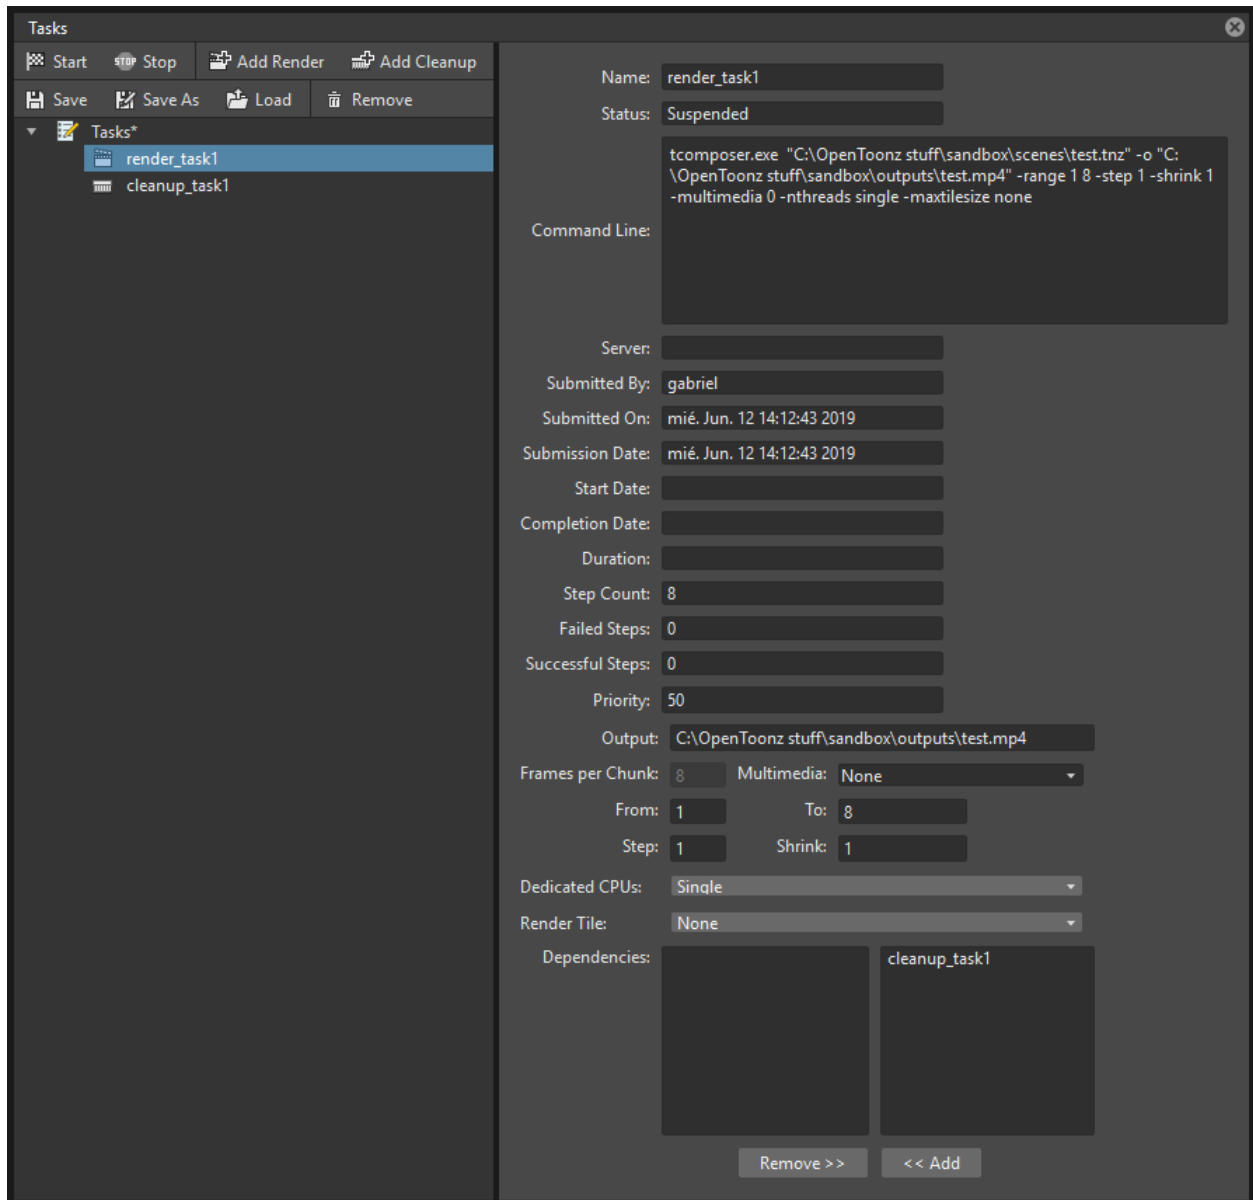 Tasks
Start STOP Stop Add Render Add Cleanup
Save Save As Load Remove
Tasks*
render_task1
cleanup_task1
Name: render_task1
Status: Suspended
Command Line: tcomposer.exe "C:\OpenToonz stuff\sandbox\scenes\test.tnz" -o "C:
\OpenToonz stuff\sandbox\outputs\test.mp4" -range 1 8 -step 1 -shrink 1
-multimedia 0 -nthreads single -maxtilesize none
Server:
Submitted By: gabriel
Submitted On: mié. Jun. 12 14:12:43 2019
Submission Date: mié. Jun. 12 14:12:43 2019
Start Date:
Completion Date:
Duration:
Step Count: 8
Failed Steps: 0
Successful Steps: 0
Priority: 50
Output: C:\OpenToonz stuff\sandbox\outputs\test.mp4
Frames per Chunk: 8 Multimedia: None
From: 1 To: 8
Step: 1 Shrink: 1
Dedicated CPUs: Single
Render Tile: None
Dependencies: cleanup_task1
Remove >> << Add